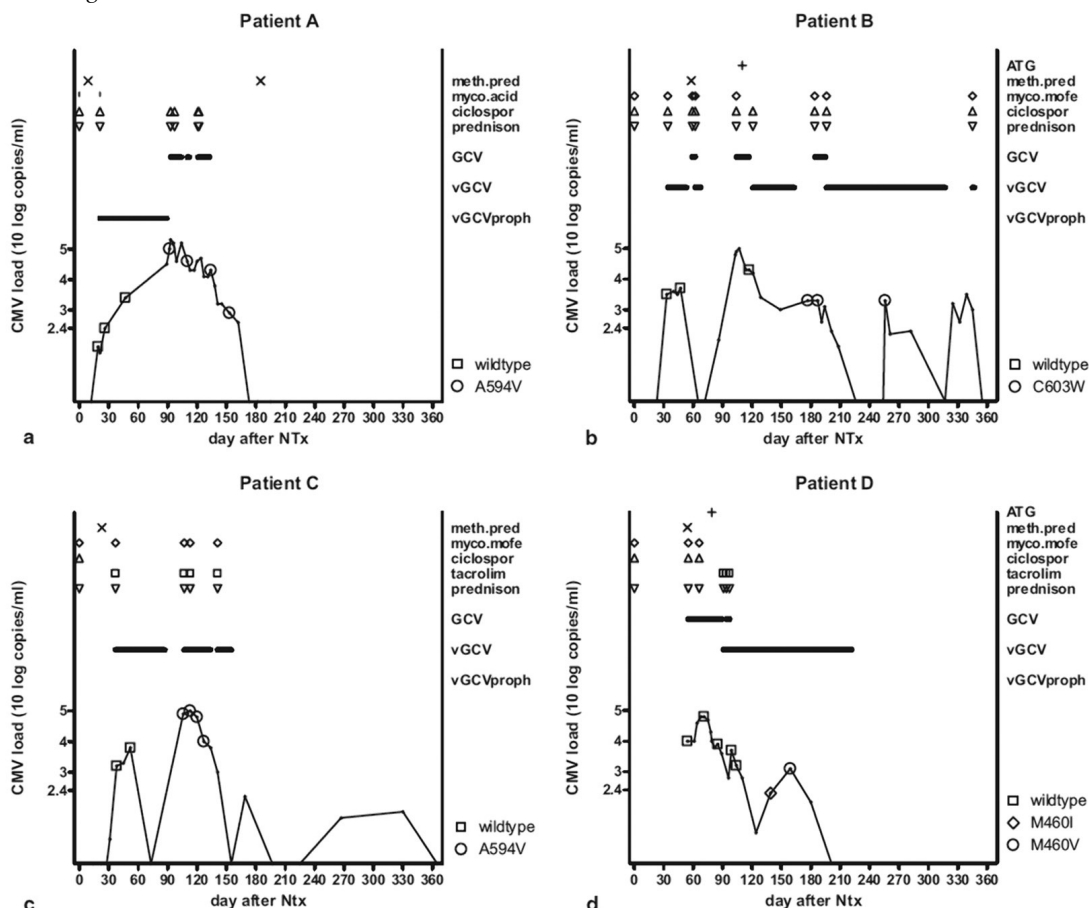 Patient A
meth.pred
myco.acid
ciclospor
prednison
GCV
vGCV
vGCVproph
CMV load (10 log copies/ml)
5
4
3
2.4
wildtype
A594V
0 30 60 90 120 150 180 210 240 270 300 330 360
day after NTx
a
Patient B
ATG
meth.pred
myco.mofe
ciclospor
prednison
GCV
vGCV
vGCVproph
CMV load (10 log copies/ml)
5
4
3
2.4
wildtype
C603W
0 30 60 90 120 150 180 210 240 270 300 330 360
day after NTx
b
Patient C
meth.pred
myco.mofe
ciclospor
tacrolim
prednison
GCV
vGCV
vGCVproph
CMV load (10 log copies/ml)
5
4
3
2.4
wildtype
A594V
0 30 60 90 120 150 180 210 240 270 300 330 360
day after Ntx
c
Patient D
ATG
meth.pred
myco.mofe
ciclospor
tacrolim
prednison
GCV
vGCV
vGCVproph
CMV load (10 log copies/ml)
5
4
3
2.4
wildtype
M460I
M460V
0 30 60 90 120 150 180 210 240 270 300 330 360
day after Ntx
d